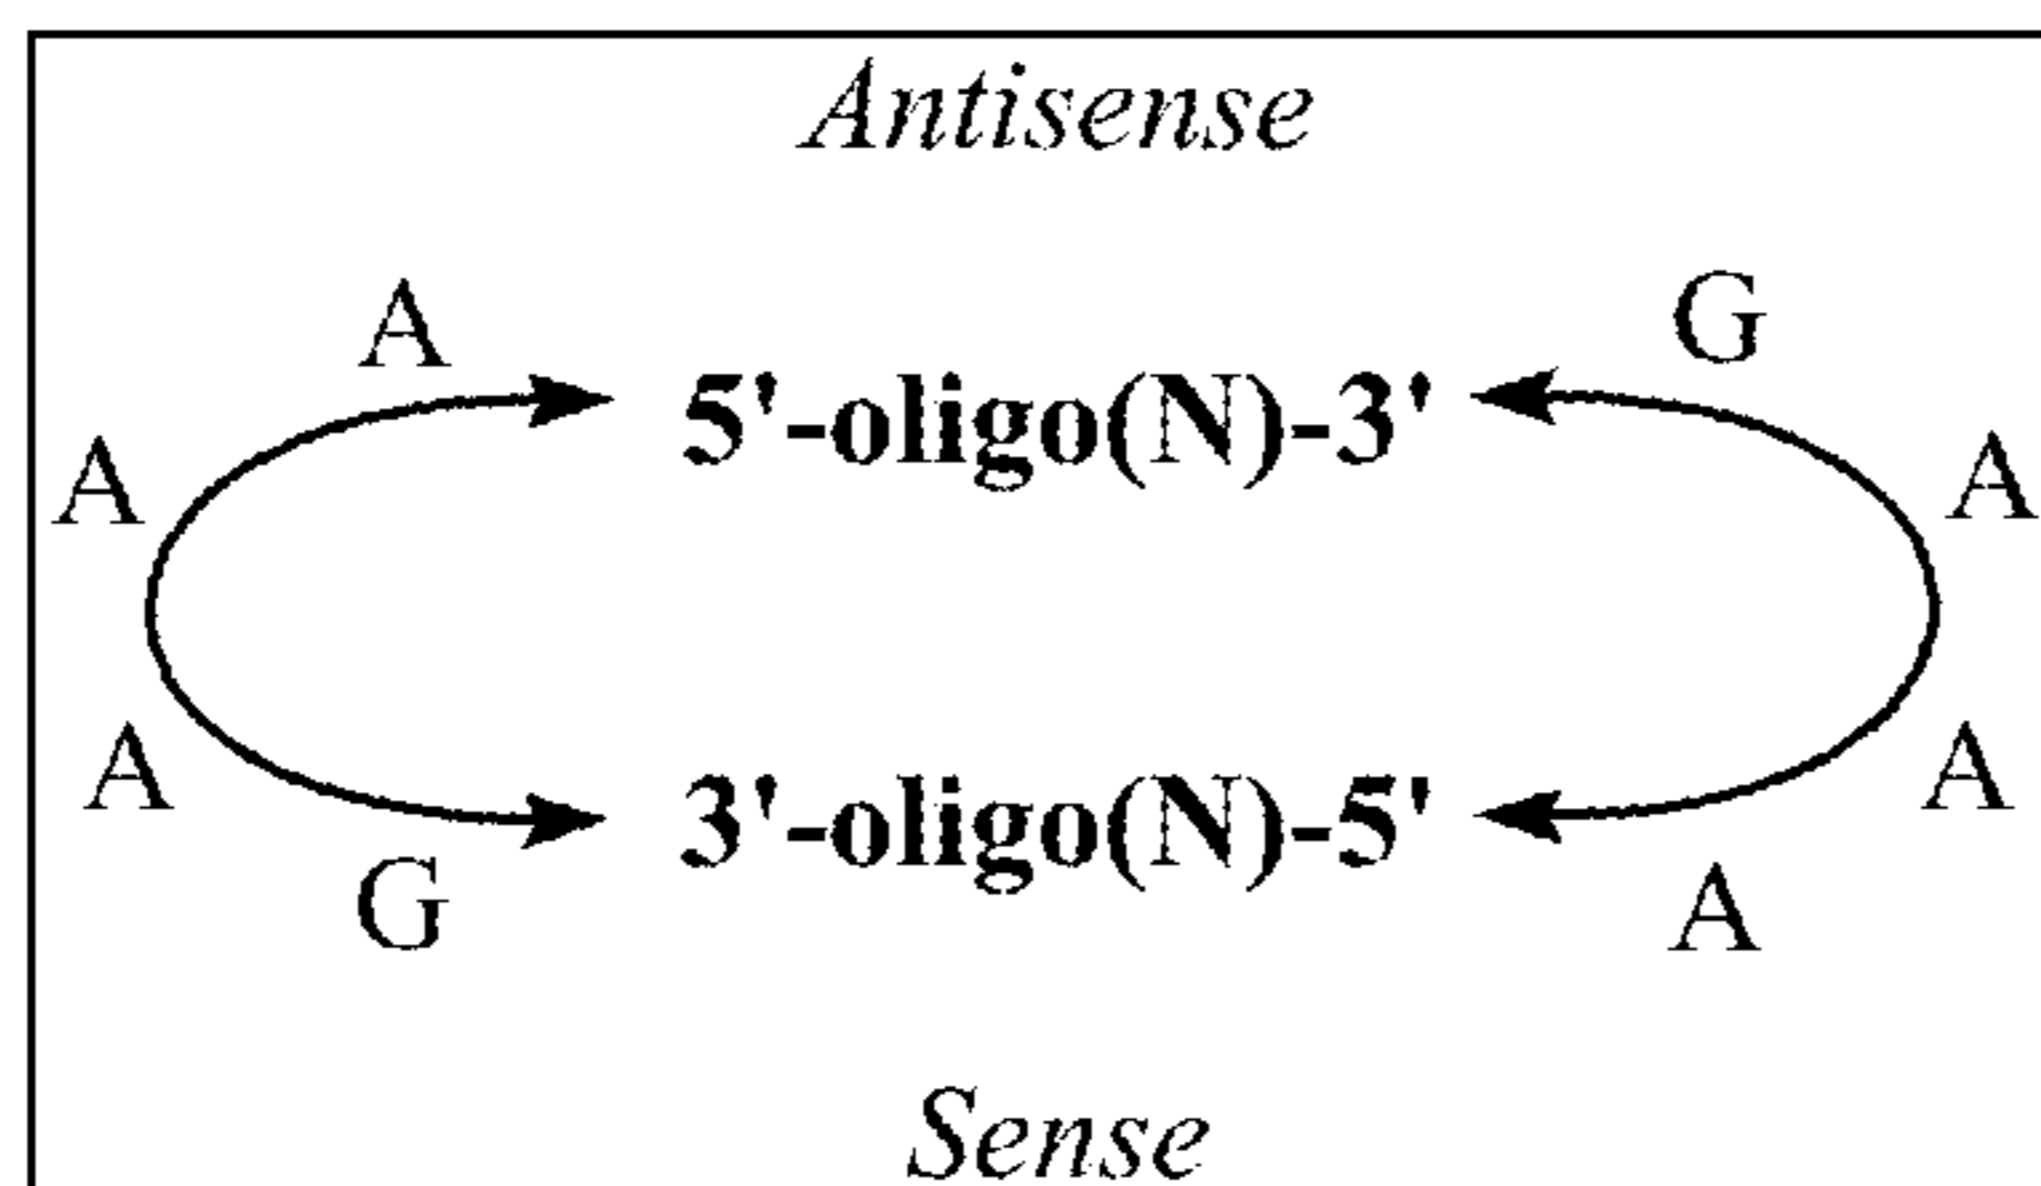 Antisense
A G
5'-oligo(N)-3'
A A
A A
3'-oligo(N)-5'
G A
Sense